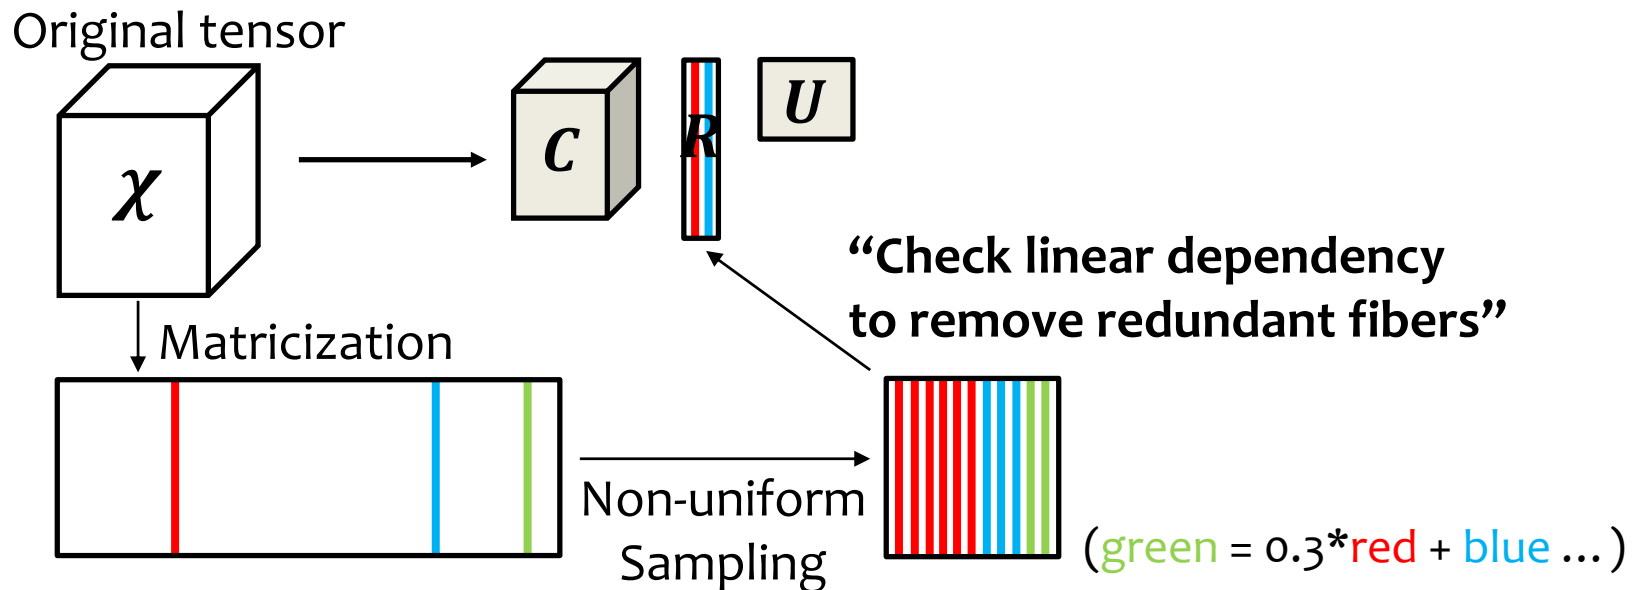 Original tensor
χ
C
R
U
“Check linear dependency
to remove redundant fibers”
Matricization
Non-uniform
Sampling
(green = 0.3*red + blue ... )